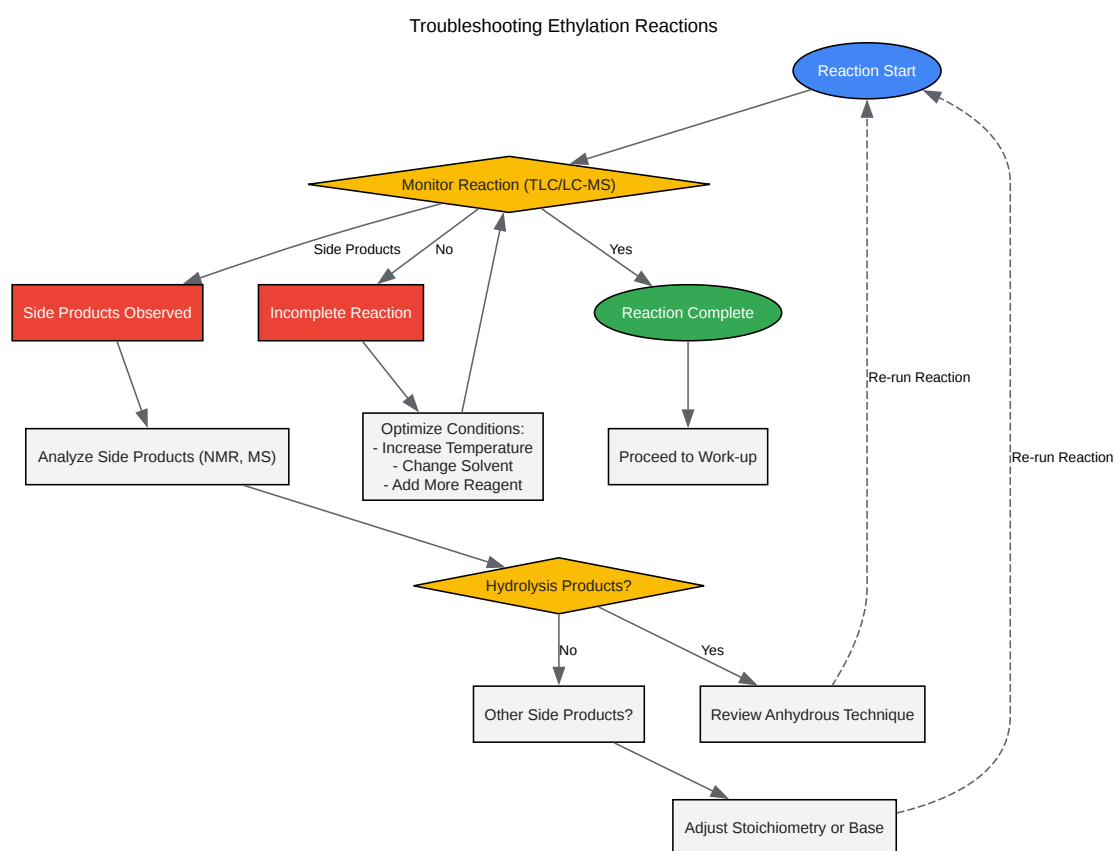 Troubleshooting Ethylation Reactions
Reaction Start
Monitor Reaction (TLC/LC-MS)
Side Products
No
Yes
Side Products Observed
Incomplete Reaction
Reaction Complete
Re-run Reaction
Optimize Conditions:
- Increase Temperature
- Change Solvent
- Add More Reagent
Analyze Side Products (NMR, MS)
Proceed to Work-up
Re-run Reaction
Hydrolysis Products?
No
Yes
Other Side Products?
Review Anhydrous Technique
Adjust Stoichiometry or Base